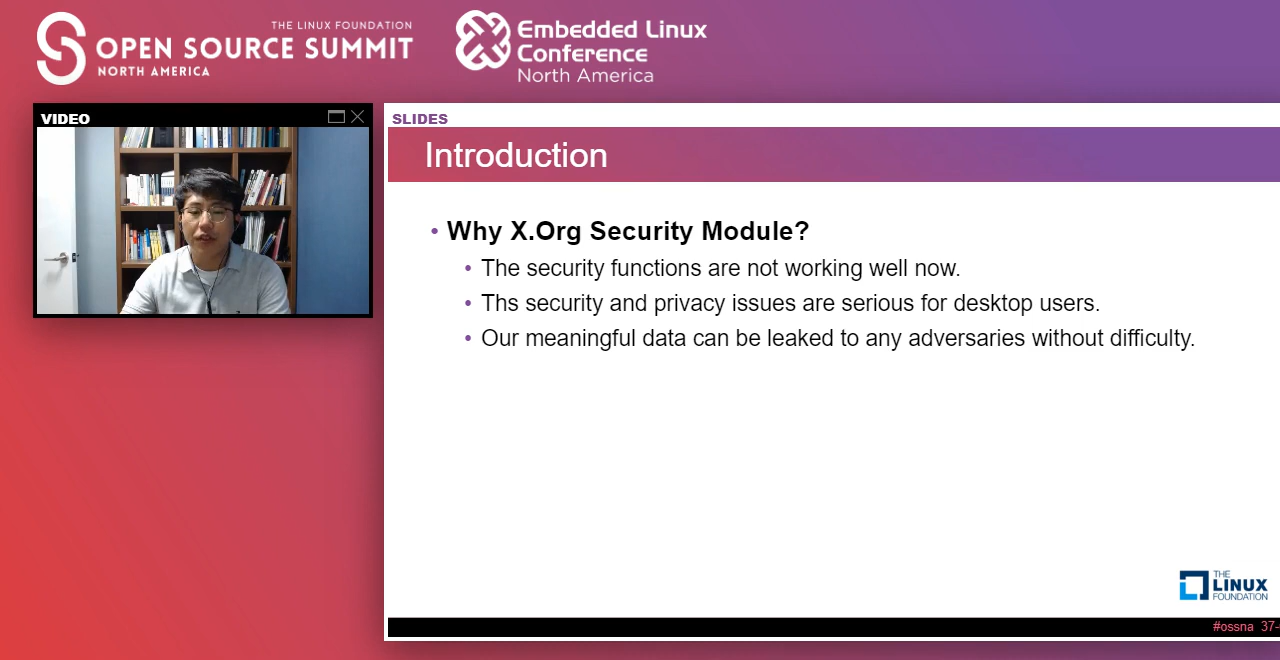 THE LINUX FOUNDATION
OPEN SOURCE SUMMIT
NORTH AMERICA
Embedded Linux
Conference
North America
VIDEO
SLIDES
Introduction
• Why X.Org Security Module?
• The security functions are not working well now.
• Ths security and privacy issues are serious for desktop users.
• Our meaningful data can be leaked to any adversaries without difficulty.
THE
LINUX
FOUNDATION
#ossna 37-